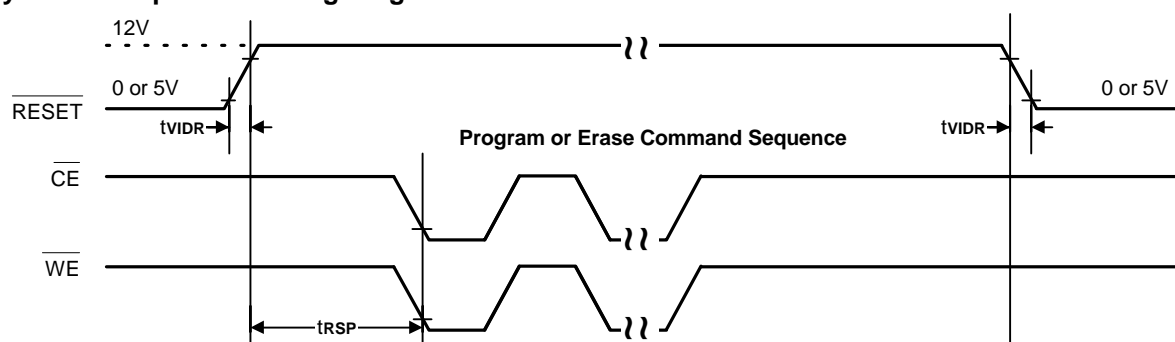 12V
0 or 5V
0 or 5V
RESET
tVIDR
tVIDR
Program or Erase Command Sequence
CE
WE
tRSP